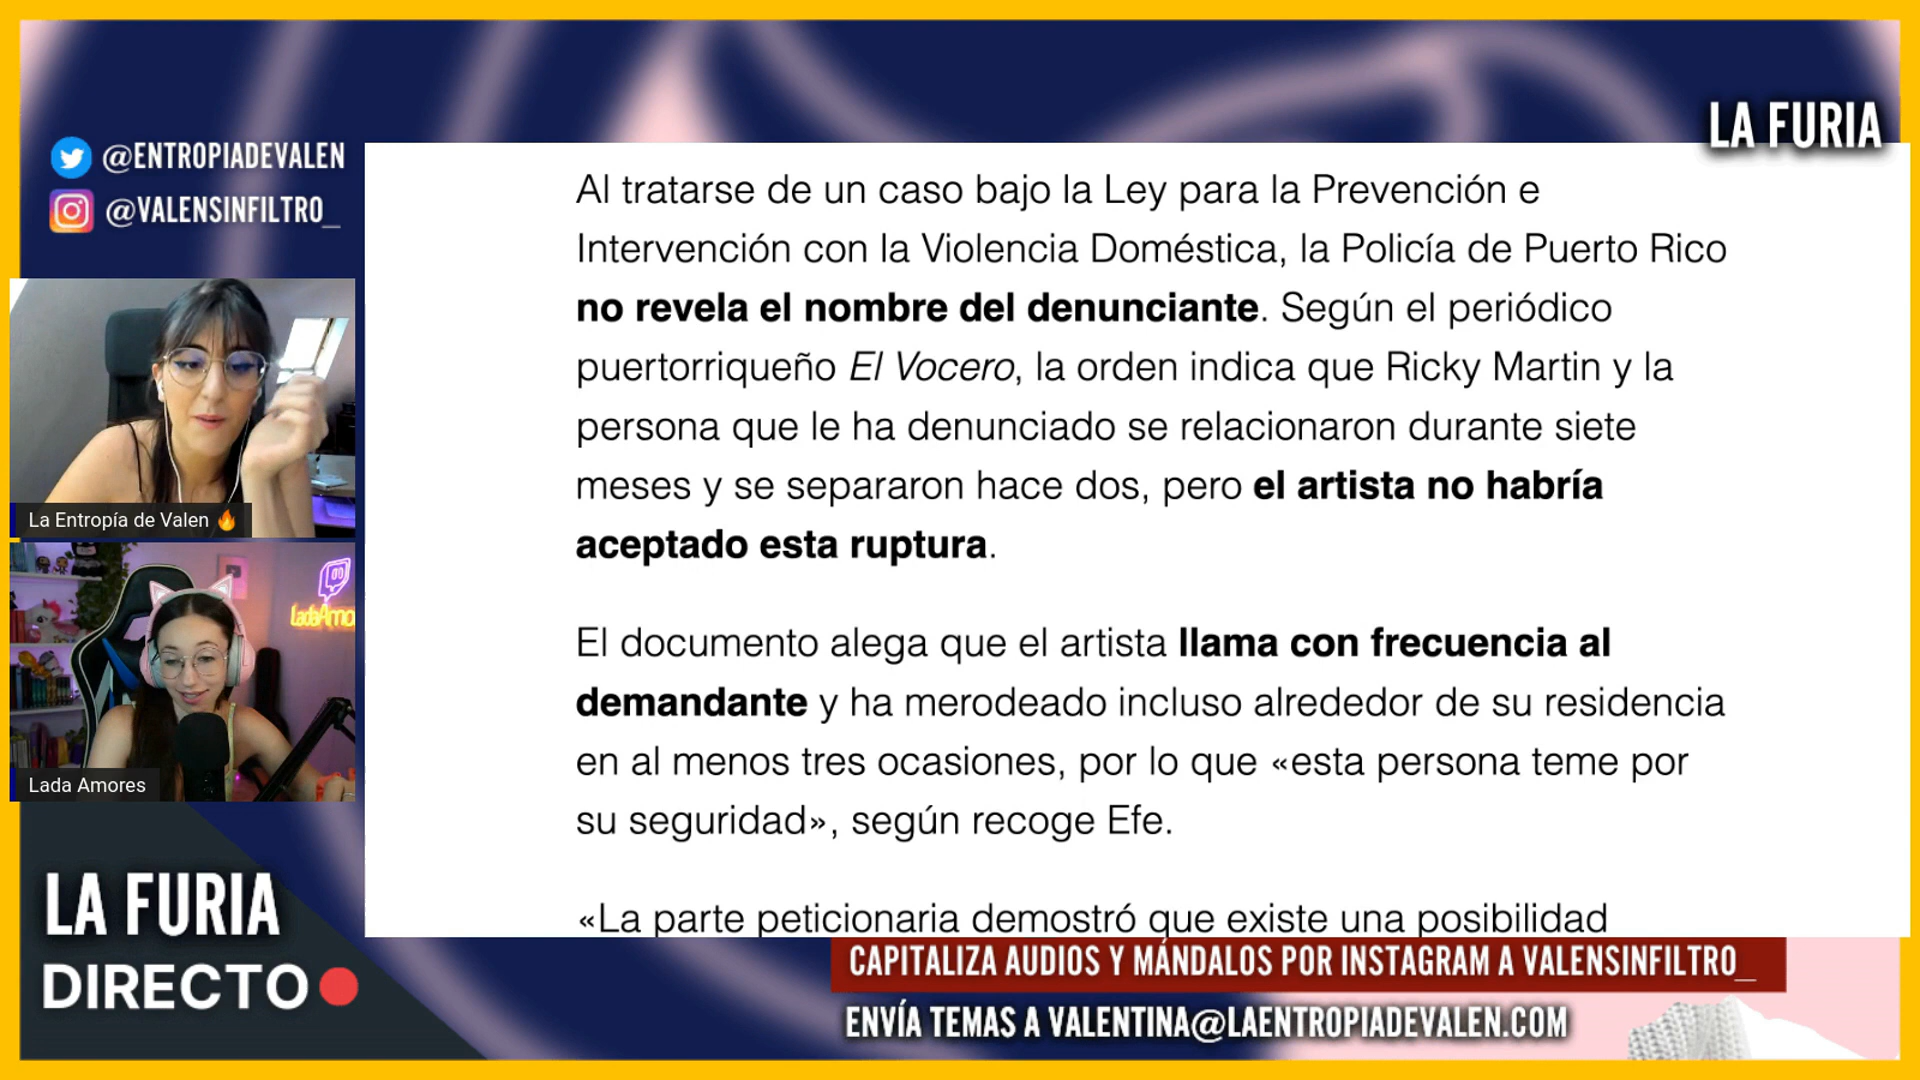 LA FURIA
@ENTROPIADEVALEN
@VALENSINFILTRO_
Al tratarse de un caso bajo la Ley para la Prevención e
Intervención con la Violencia Doméstica, la Policía de Puerto Rico
no revela el nombre del denunciante. Según el periódico
puertorriqueño El Vocero, la orden indica que Ricky Martin y la
persona que le ha denunciado se relacionaron durante siete
meses y se separaron hace dos, pero el artista no habría
aceptado esta ruptura.
El documento alega que el artista llama con frecuencia al
demandante y ha merodeado incluso alrededor de su residencia
en al menos tres ocasiones, por lo que «esta persona teme por
su seguridad», según recoge Efe.
«La parte peticionaria demostró que existe una posibilidad
La Entropía de Valen
LadaAmo
Lada Amores
LA FURIA
DIRECTO
CAPITALIZA AUDIOS Y MÁNDALOS POR INSTAGRAM A VALENSINFILTRO_
ENVÍA TEMAS A VALENTINA@LAENTROPIADEVALEN.COM